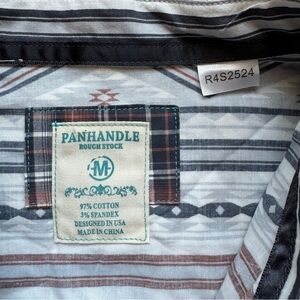 R4S2524
PANHANDLE
ROUGH STOCK
M
97% COTTON
3% SPANDEX
DESIGNED IN USA
MADE IN CHINA